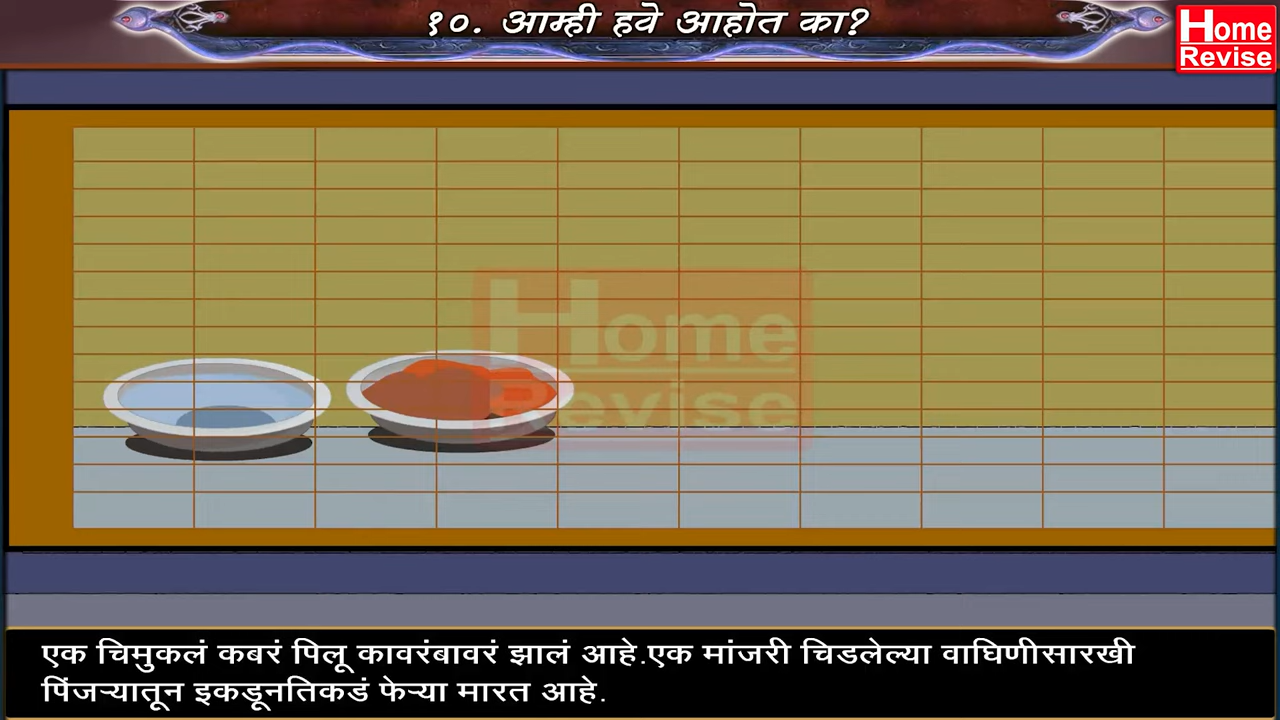 १०. आम्ही हवे आहोत का?
Home
Revise
Home
Revise
एक चिमुकलं कबरं पिलू कावरंबावरं झालं आहे.एक मांजरी चिडलेल्या वाघिणीसारखी
पिंजऱ्यातून इकडूनतिकडं फेऱ्या मारत आहे.